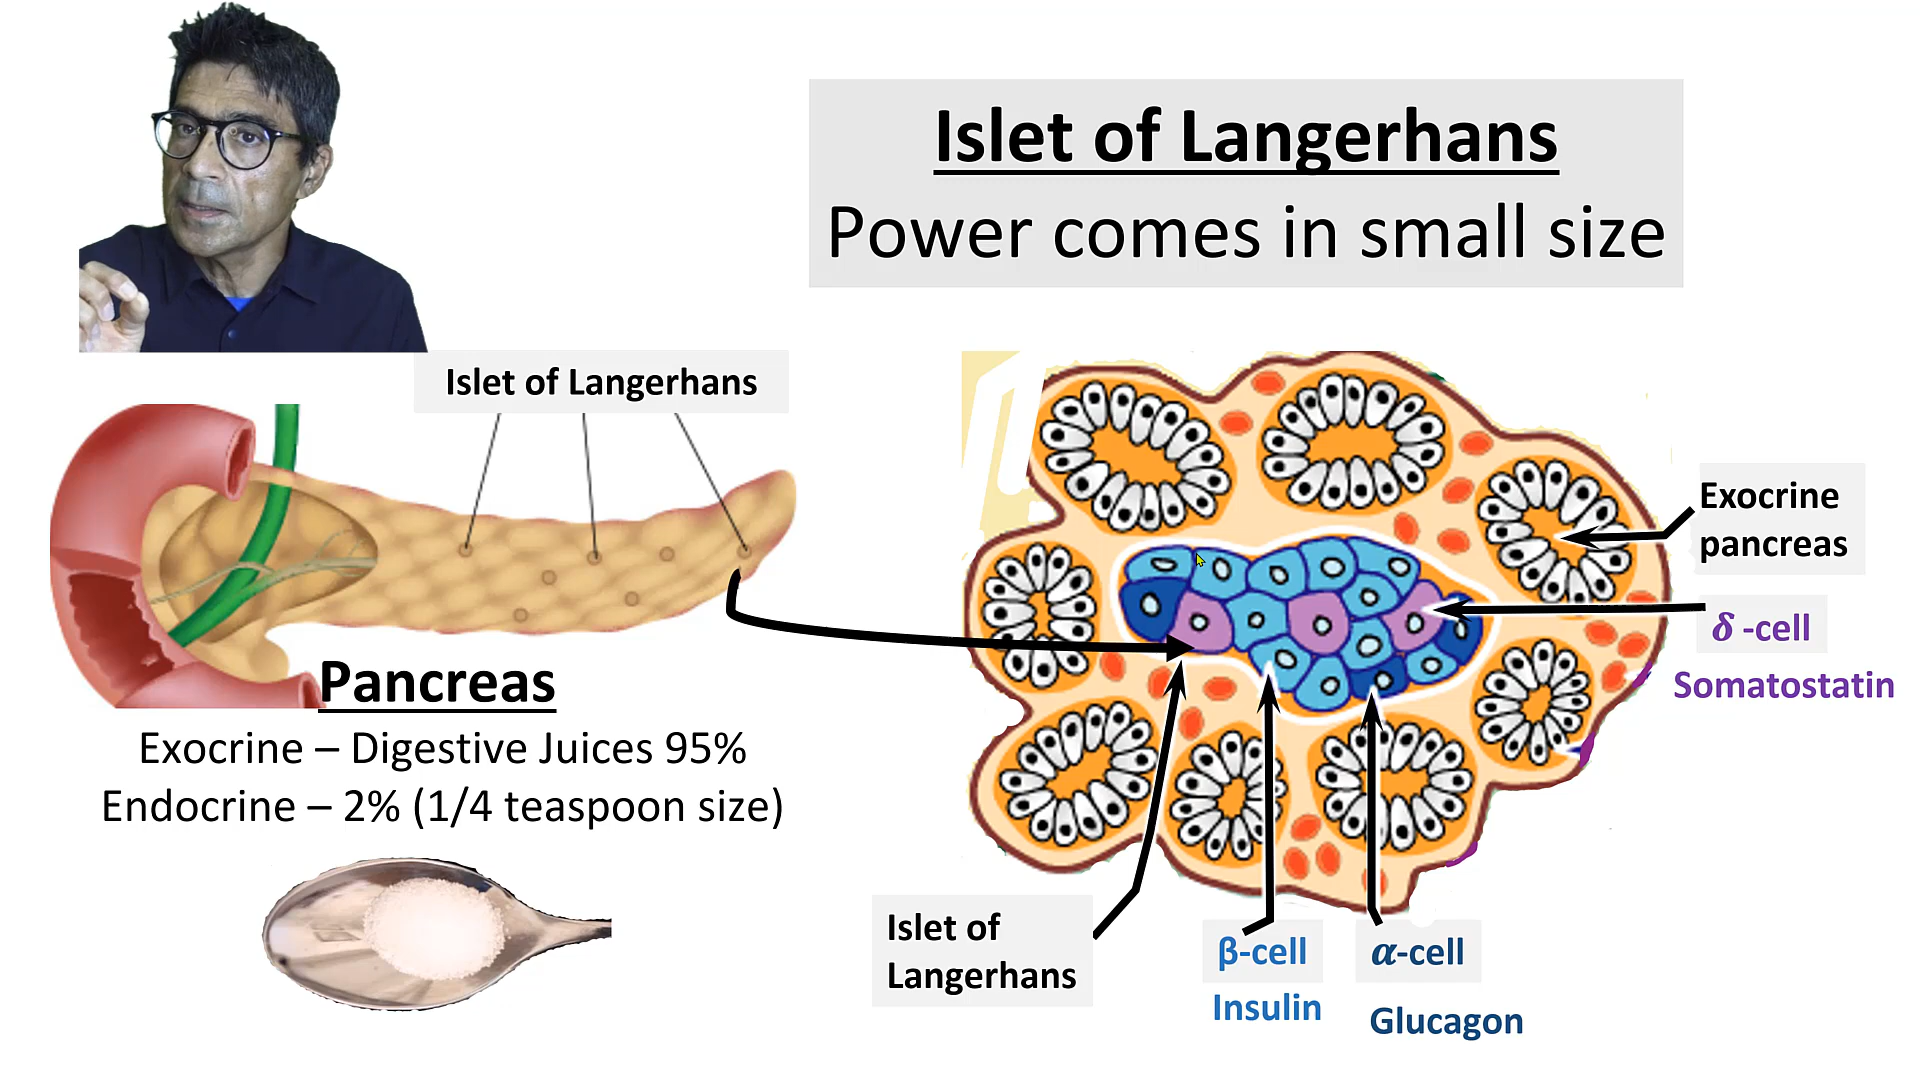 Islet of Langerhans
Power comes in small size
Islet of Langerhans
Pancreas
Exocrine – Digestive Juices 95%
Endocrine – 2% (1/4 teaspoon size)
Exocrine
pancreas
δ -cell
Somatostatin
Islet of
Langerhans
β-cell
Insulin
α-cell
Glucagon